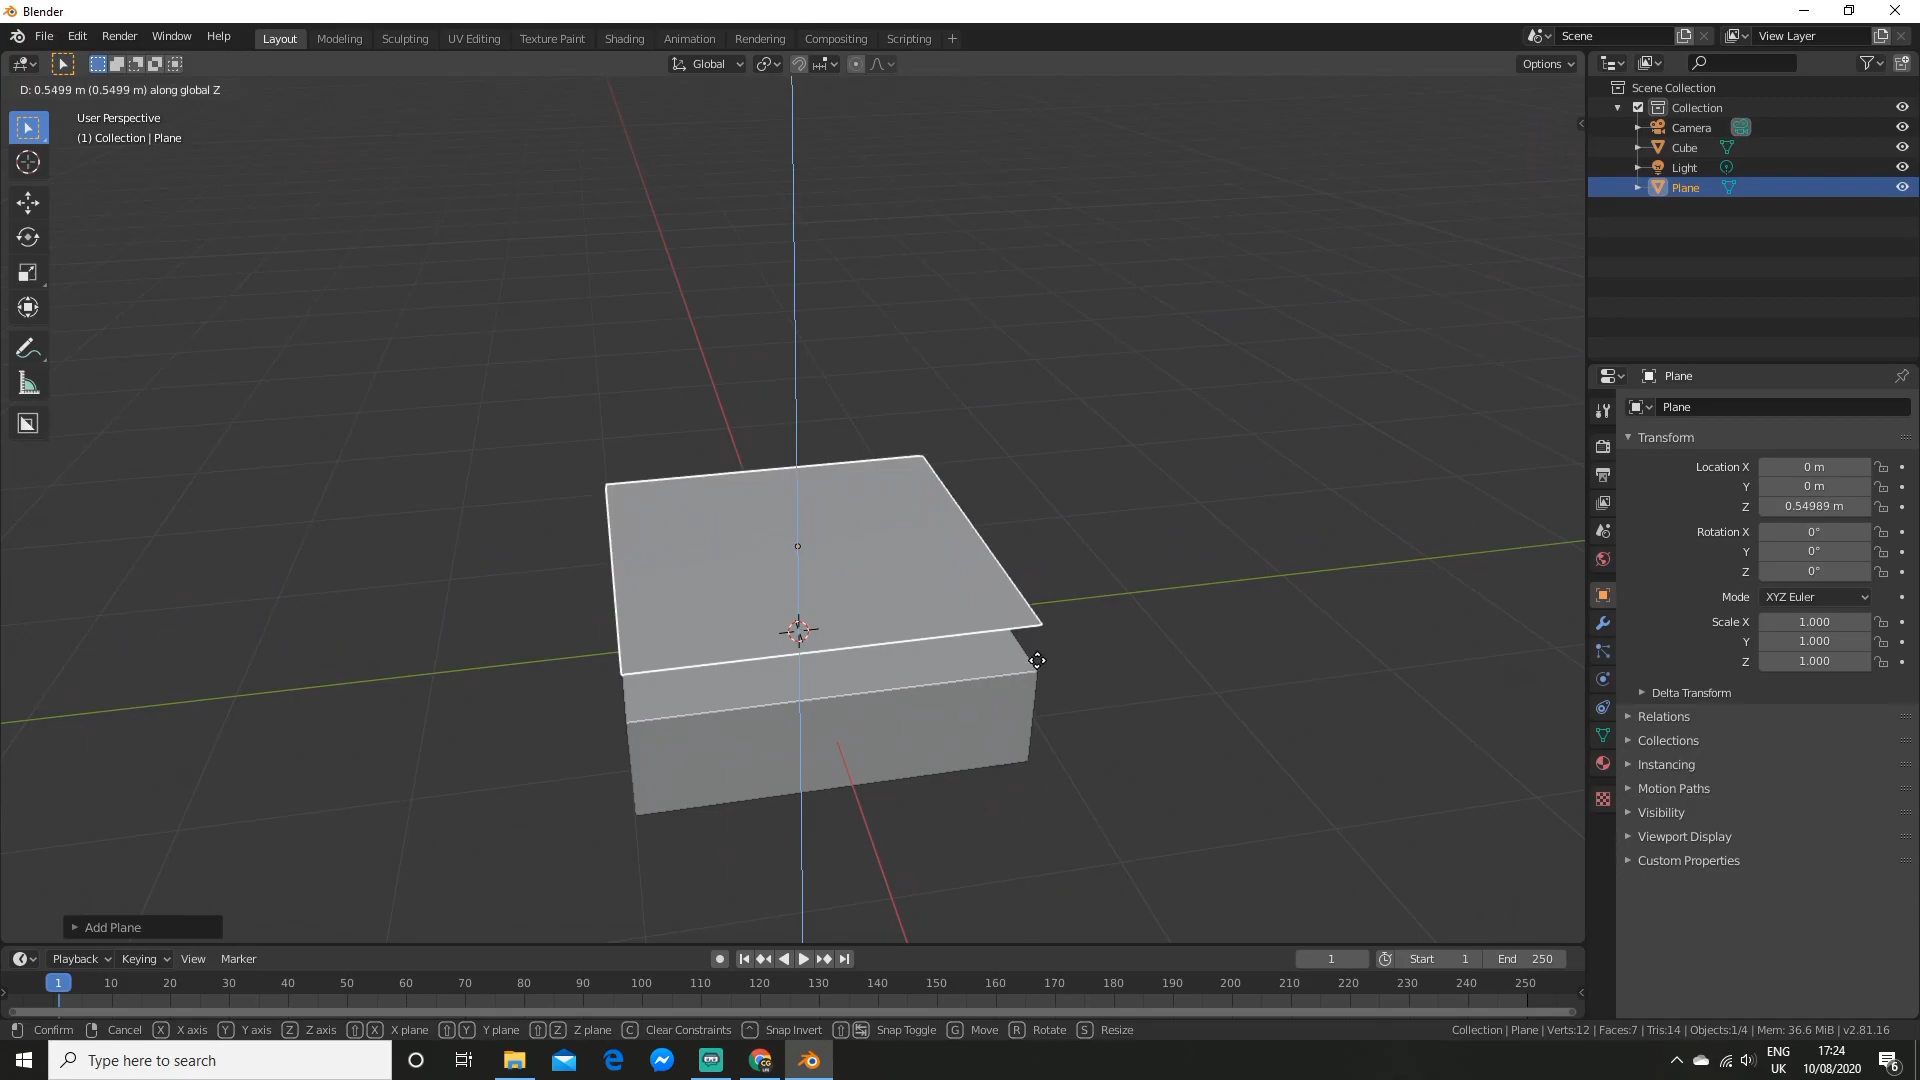 Blender
File Edit Render Window Help
Layout Modeling Sculpting UV Editing Texture Paint Shading Animation Rendering Compositing Scripting
Scene
View Layer
Global
Options
D: 0.5499 m (0.5499 m) along global Z
User Perspective
(1) Collection | Plane
Scene Collection
Collection
Camera
Cube
Light
Plane
Plane
Plane
Transform
Location X 0 m
Y 0 m
Z 0.54989 m
Rotation X 0°
Y 0°
Z 0°
Mode XYZ Euler
Scale X 1.000
Y 1.000
Z 1.000
Delta Transform
Relations
Collections
Instancing
Motion Paths
Visibility
Viewport Display
Custom Properties
Add Plane
Playback Keying View Marker
1 Start 1 End 250
1 10 20 30 40 50 60 70 80 90 100 110 120 130 140 150 160 170 180 190 200 210 220 230 240 250
Confirm Cancel X X axis Y Y axis Z Z axis X X plane Y Y plane Z Z plane C Clear Constraints Snap Invert Snap Toggle G Move R Rotate S Resize
Collection | Plane | Verts:12 | Faces:7 | Tris:14 | Objects:1/4 | Mem: 36.6 MiB | v2.81.16
Type here to search
ENG
UK
17:24
10/08/2020
6